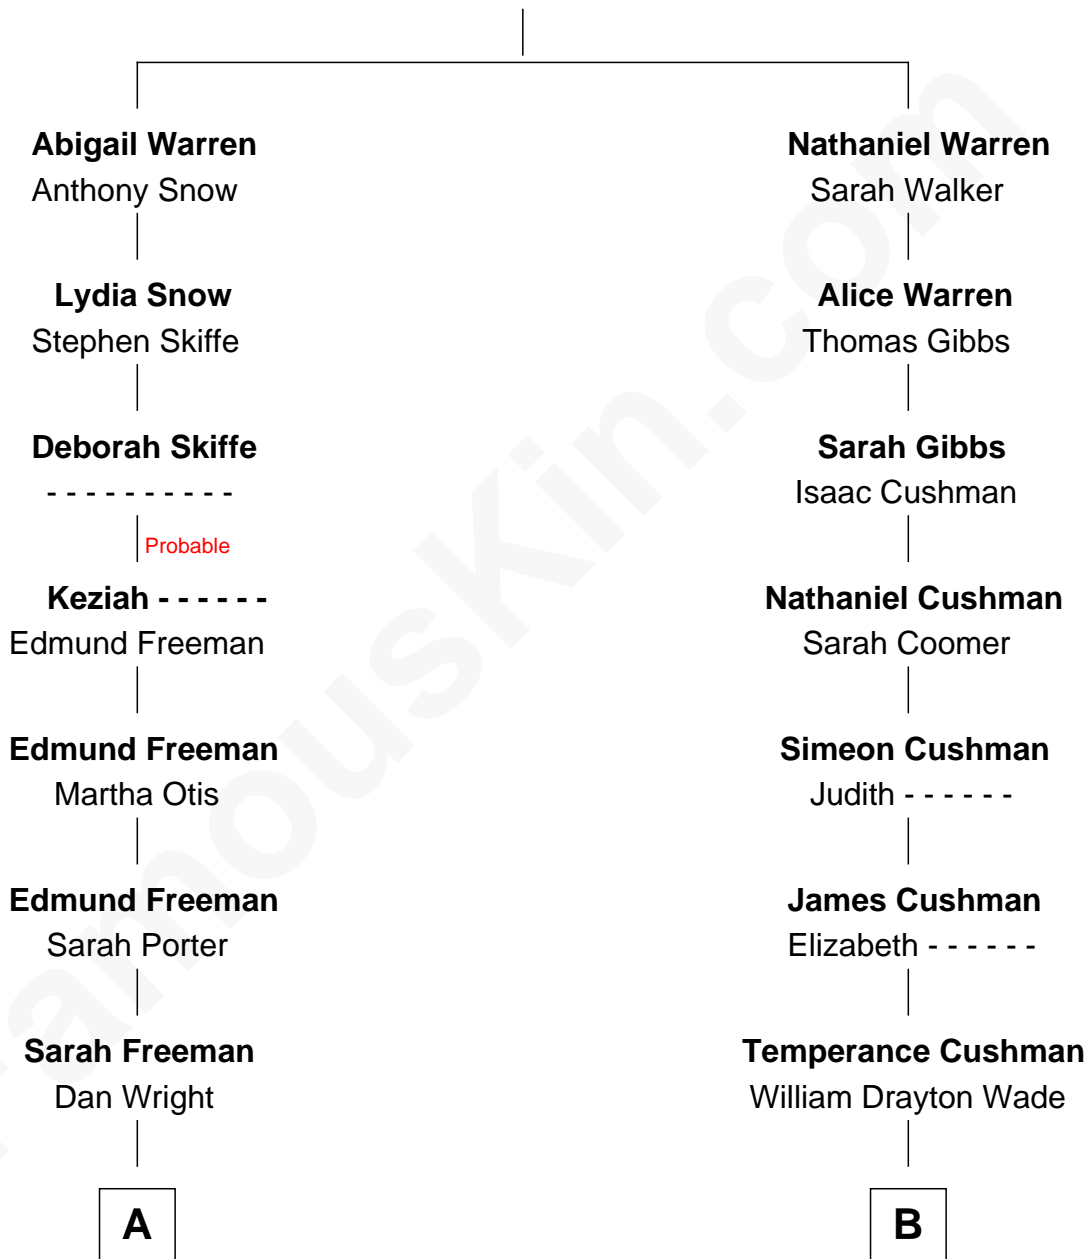 Abigail Warren
Anthony Snow
Lydia Snow
Stephen Skiffe
Deborah Skiffe
- - - - - - - - - -
Probable
Keziah - - - - - -
Edmund Freeman
Edmund Freeman
Martha Otis
Edmund Freeman
Sarah Porter
Sarah Freeman
Dan Wright
A
Nathaniel Warren
Sarah Walker
Alice Warren
Thomas Gibbs
Sarah Gibbs
Isaac Cushman
Nathaniel Cushman
Sarah Coomer
Simeon Cushman
Judith - - - - - -
James Cushman
Elizabeth - - - - - -
Temperance Cushman
William Drayton Wade
B
FamousKin.com